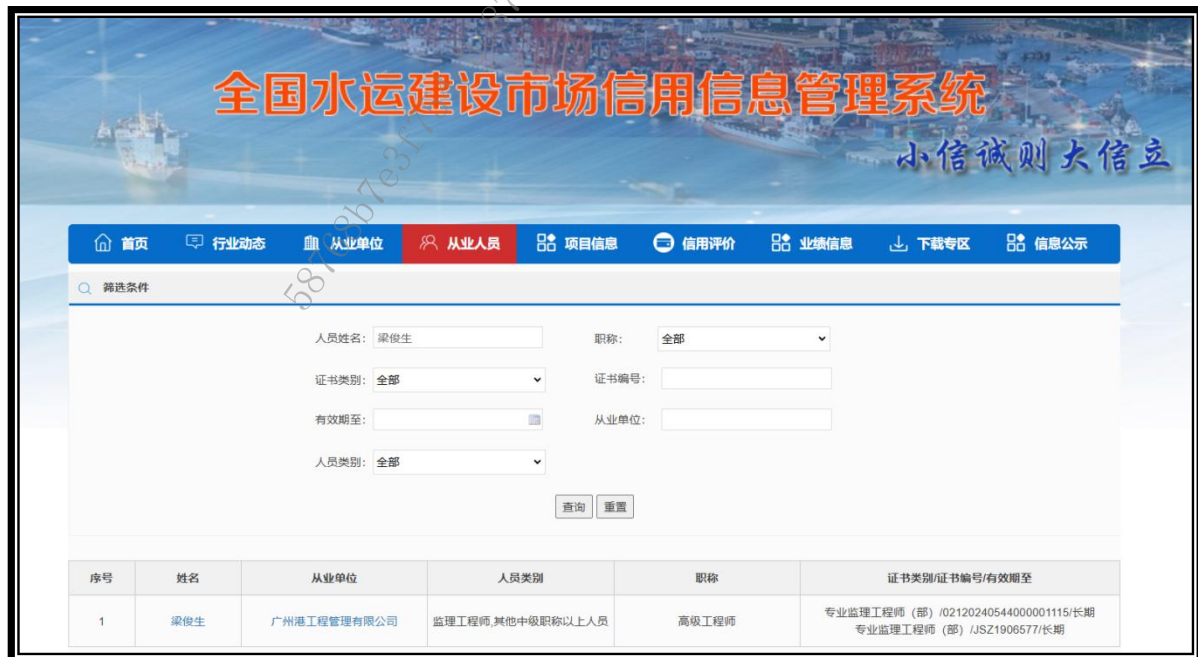 全国水运建设市场信用信息管理系统
小信诚则大信立
首页 行业动态 从业单位 从业人员 项目信息 信用评价 业绩信息 下载专区 信息公示
筛选条件
人员姓名: 梁俊生 职称: 全部
证书类别: 全部 证书编号:
有效期至: 从业单位:
人员类别: 全部
查询 重置
序号 姓名 从业单位 人员类别 职称 证书类别/证书编号/有效期至
1 梁俊生 广州港工程管理有限公司 监理工程师,其他中级职称以上人员 高级工程师 专业监理工程师（部）/02120240544000001115/长期
专业监理工程师（部）/JSZ1906577/长期